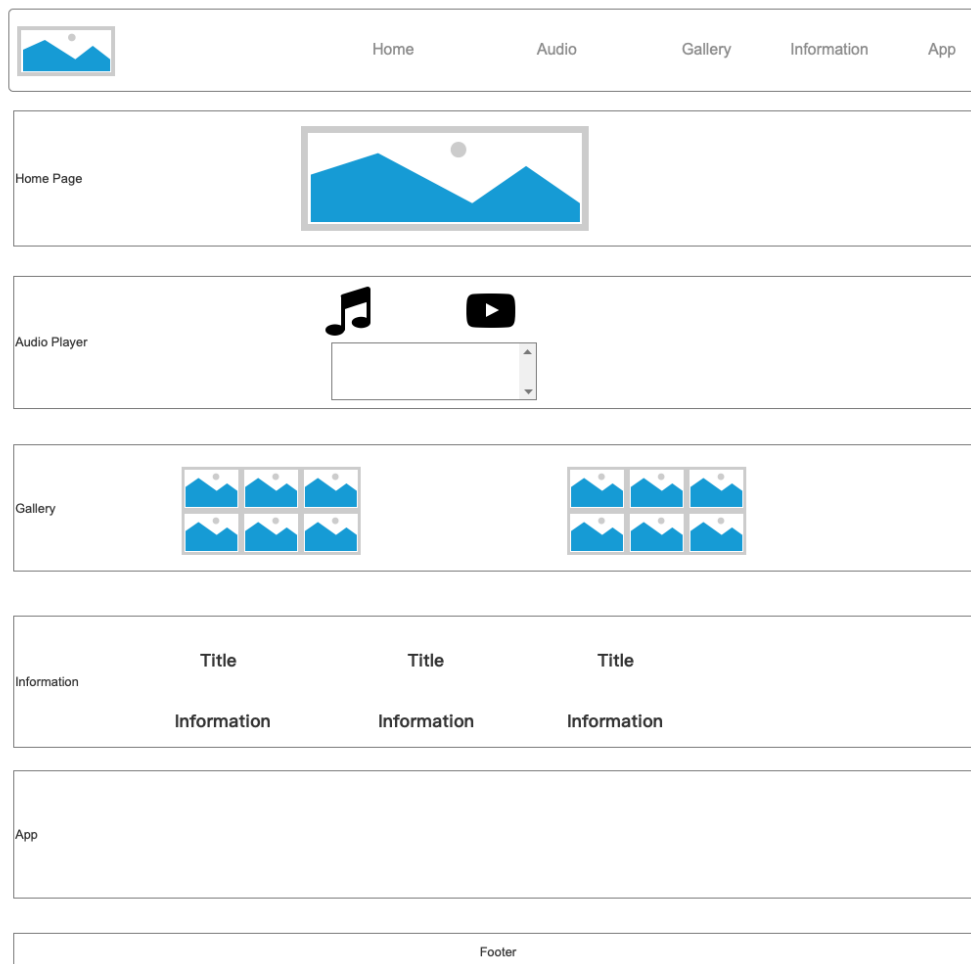 Home Audio Gallery Information App
Home Page
Audio Player
Gallery
Title Title Title
Information
Information Information Information
App
Footer